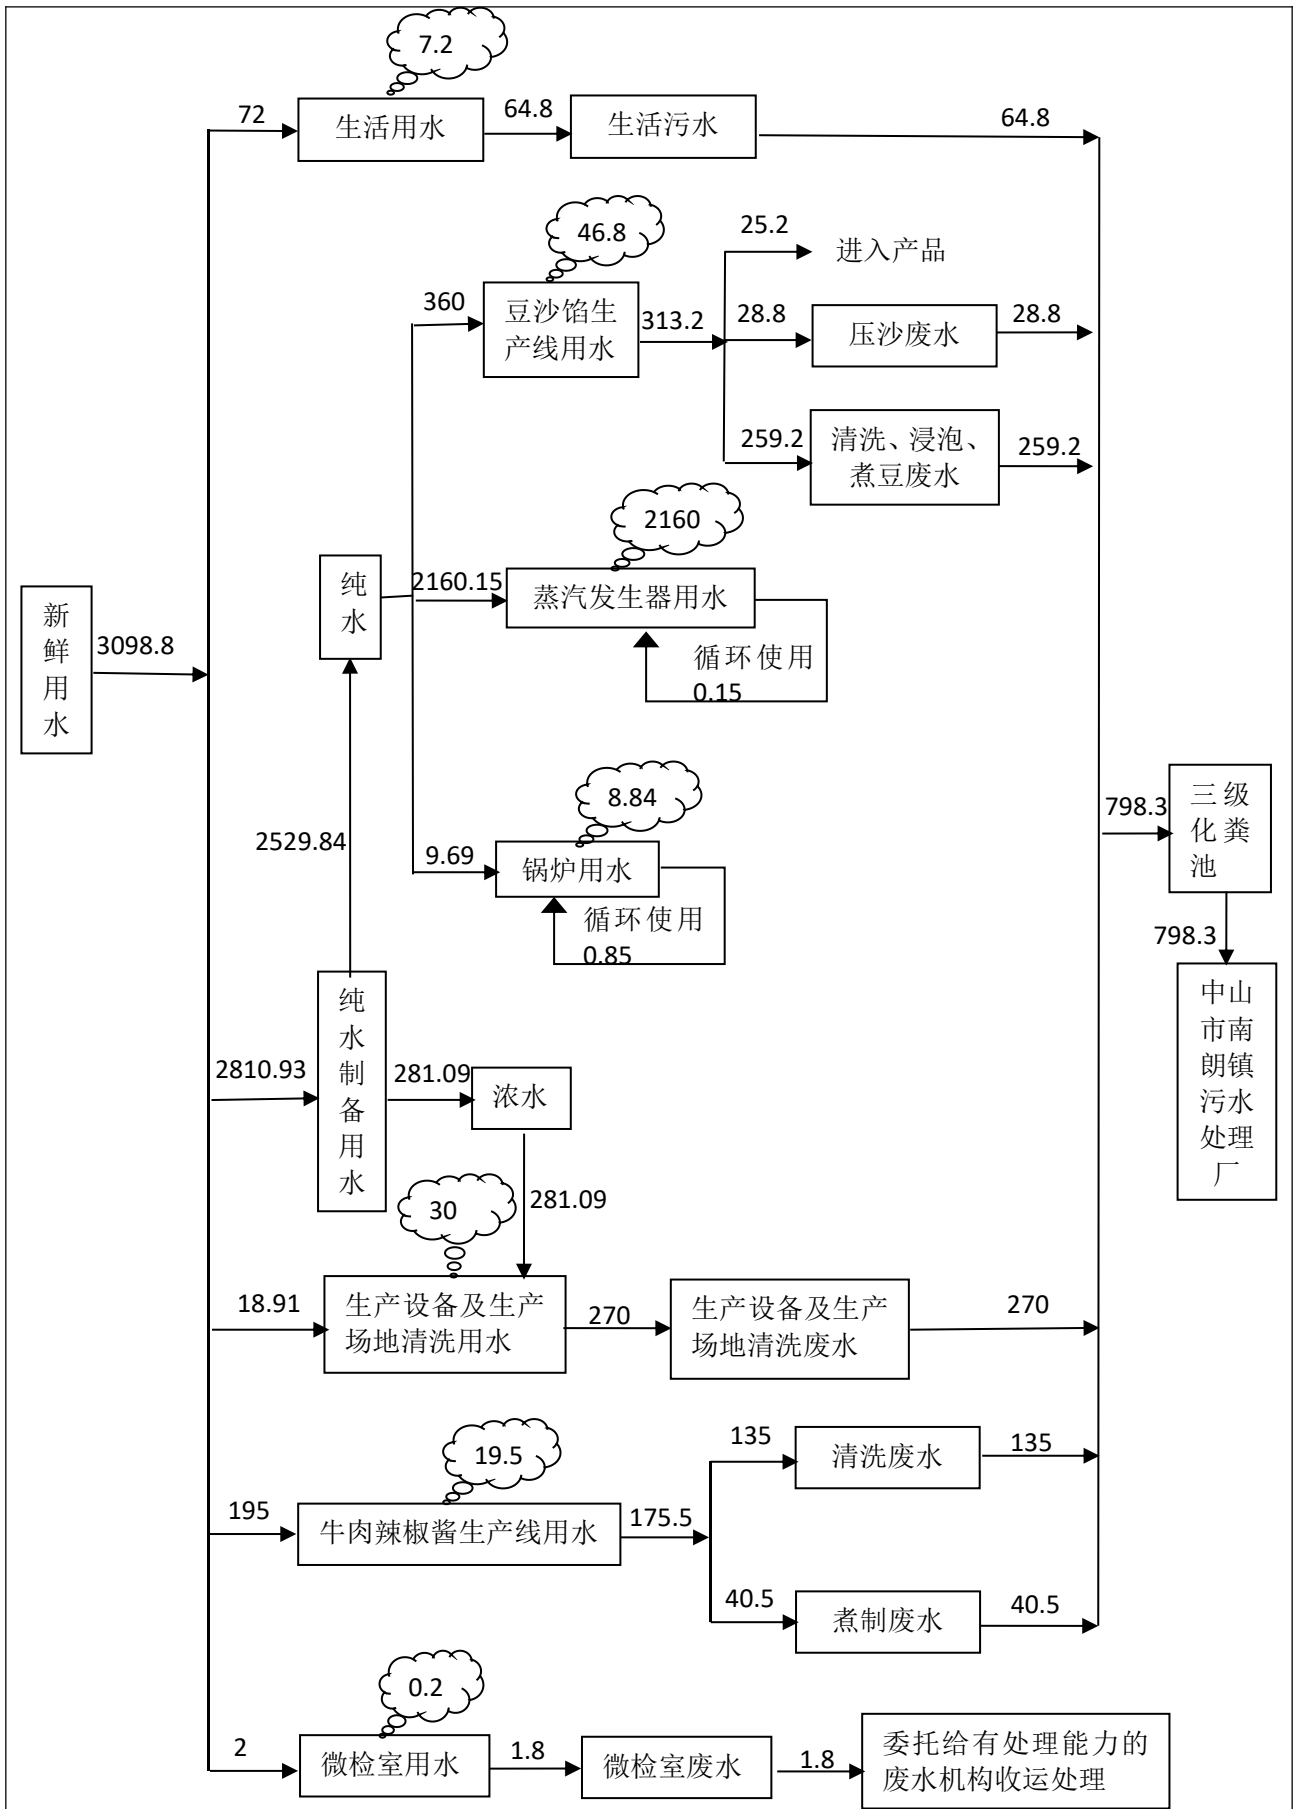 7.2
72
生活用水
64.8
生活污水
64.8
46.8
25.2
进入产品
360
豆沙馅生
产线用水
313.2
28.8
压沙废水
28.8
259.2
清洗、浸泡、
煮豆废水
259.2
2160
纯
水
2160.15
蒸汽发生器用水
循环使用
0.15
新
鲜
用
水
3098.8
8.84
2529.84
9.69
锅炉用水
循环使用
0.85
798.3
三级
化粪
池
798.3
中山
市南
朗镇
污水
处理
厂
2810.93
纯
水
制
备
用
水
281.09
浓水
281.09
30
18.91
生产设备及生产
场地清洗用水
270
生产设备及生产
场地清洗废水
270
19.5
195
牛肉辣椒酱生产线用水
175.5
135
清洗废水
135
40.5
煮制废水
40.5
0.2
2
微检室用水
1.8
微检室废水
1.8
委托给有处理能力的
废水机构收运处理